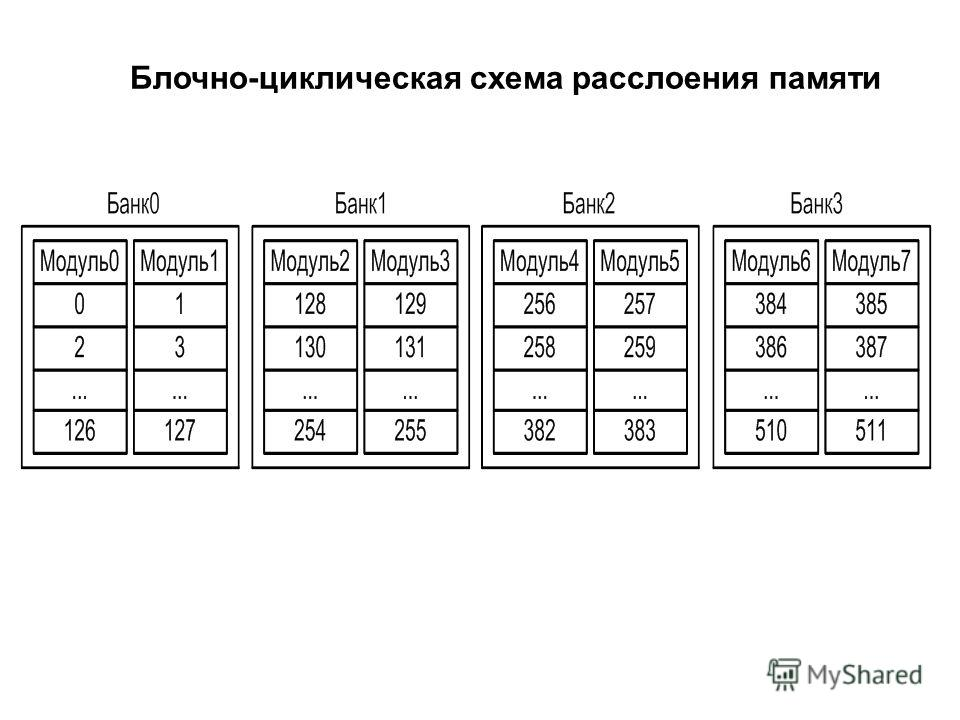 Блочно-циклическая схема расслоения памяти
Банк0 Банк1 Банк2 Банк3
Модуль0 Модуль1 Модуль2 Модуль3 Модуль4 Модуль5 Модуль6 Модуль7
0 1 128 129 256 257 384 385
2 3 130 131 258 259 386 387
... ... ... ... ... ... ... ...
126 127 254 255 382 383 510 511
MyShared